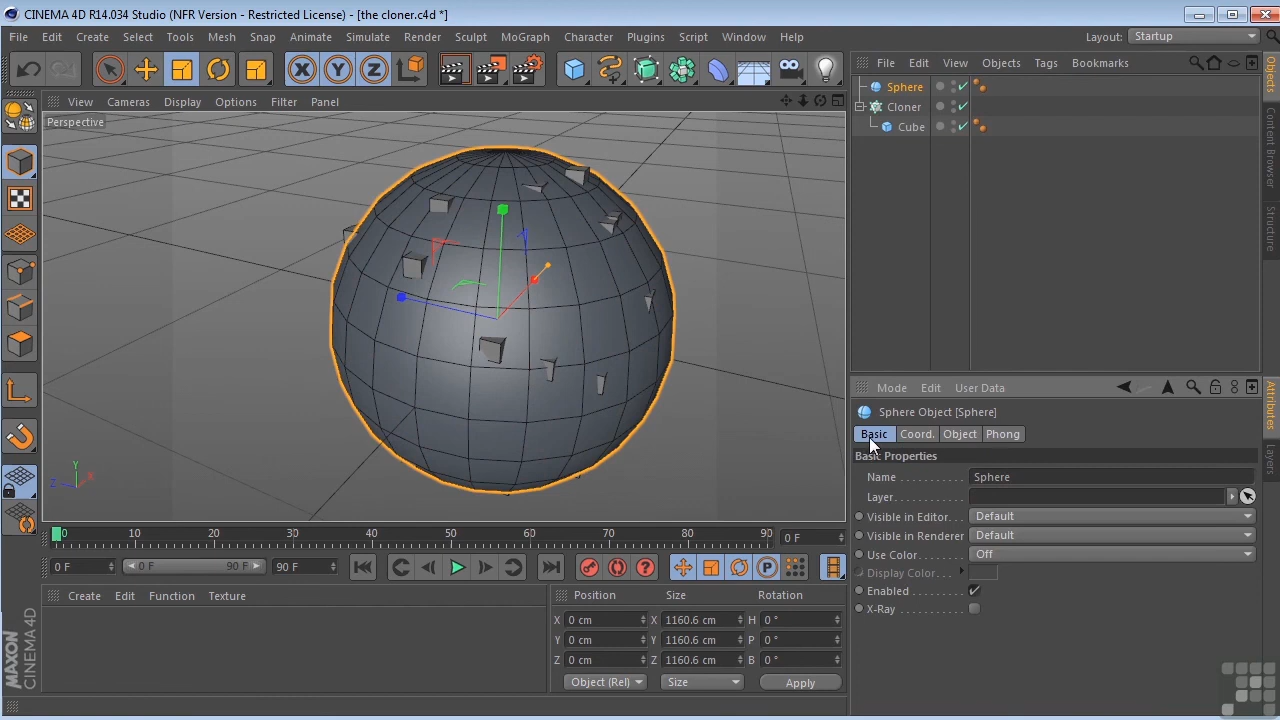 CINEMA 4D R14.034 Studio (NFR Version - Restricted License) - [the cloner.c4d *]
File Edit Create Select Tools Mesh Snap Animate Simulate Render Sculpt MoGraph Character Plugins Script Window Help Layout: Startup
X Y Z
File Edit View Objects Tags Bookmarks
Sphere
Cloner
Cube
Objects
Content Browser
Structure
View Cameras Display Options Filter Panel
Perspective
Y
X
Z
Mode Edit User Data
Sphere Object [Sphere]
Basic Coord. Object Phong
Basic Properties
Name . . . . . . . . . . Sphere
Layer. . . . . . . . . . .
Visible in Editor. . . Default
Visible in Renderer Default
Use Color. . . . . . Off
Display Color. . .
Enabled . . . . . . . .
X-Ray . . . . . . . . .
Attributes
Layers
0 10 20 30 40 50 60 70 80 90 0 F
0 F 0 F 90 F 90 F
P
Create Edit Function Texture
Position Size Rotation
X 0 cm X 1160.6 cm H 0 °
Y 0 cm Y 1160.6 cm P 0 °
Z 0 cm Z 1160.6 cm B 0 °
Object (Rel) Size Apply
MAXON
CINEMA 4D